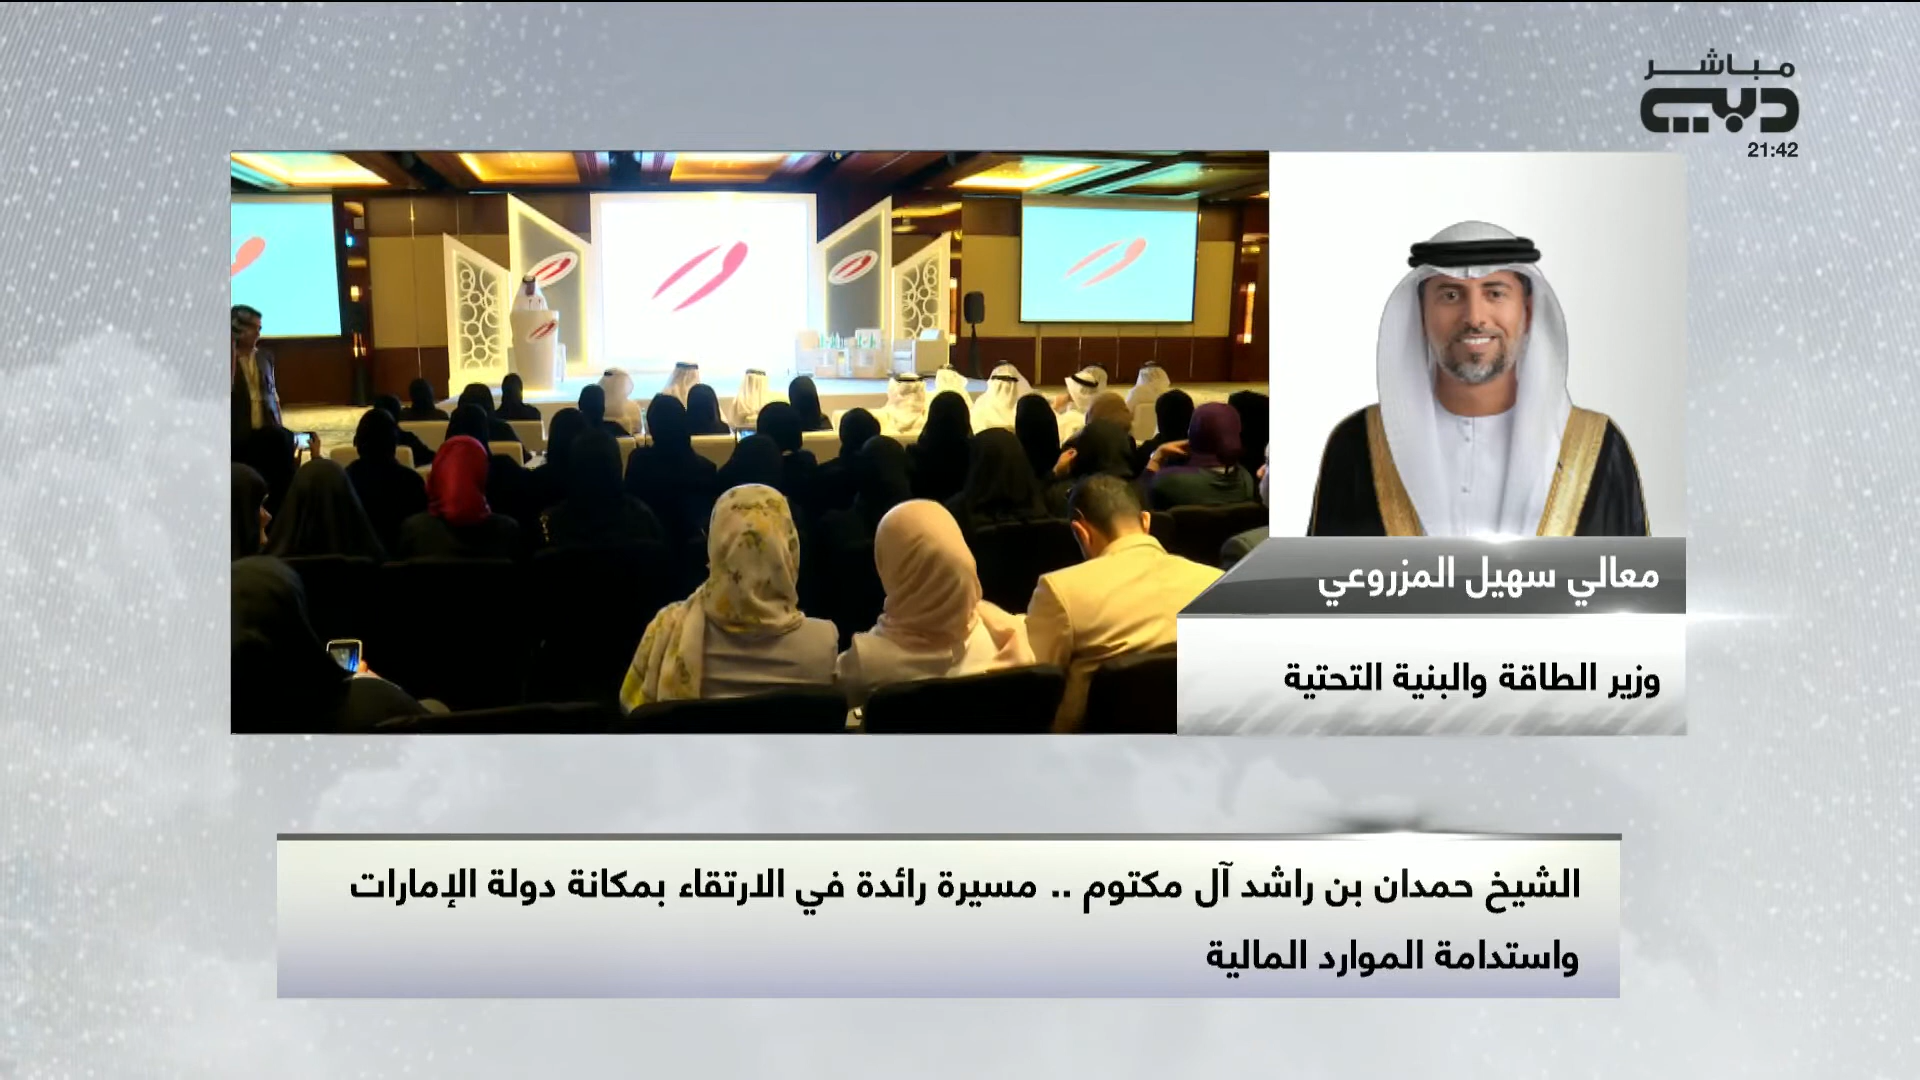 مباشر
دبي
21:42
معالي سهيل المزروعي
وزير الطاقة والبنية التحتية
الشيخ حمدان بن راشد آل مكتوم .. مسيرة رائدة في الارتقاء بمكانة دولة الإمارات
واستدامة الموارد المالية